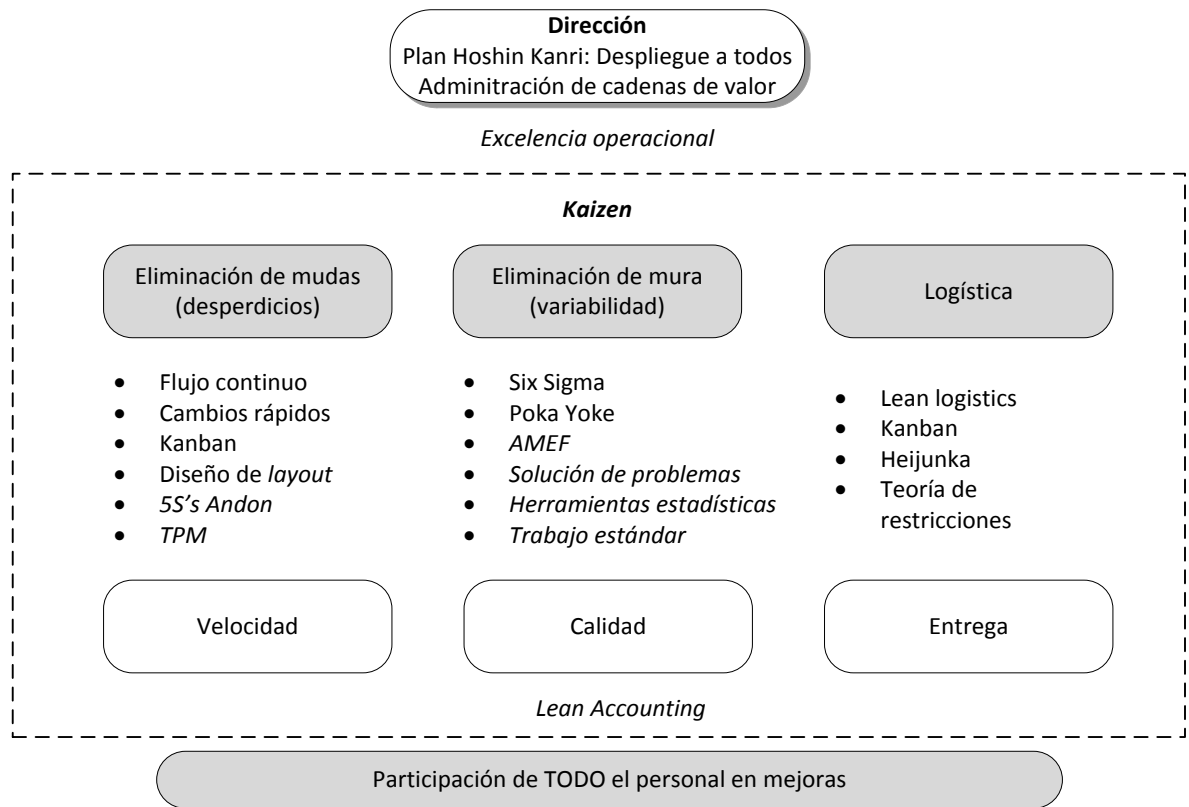 Dirección
Plan Hoshin Kanri: Despliegue a todos
Adminitración de cadenas de valor
Excelencia operacional
Kaizen
Eliminación de mudas
(desperdicios)
Eliminación de mura
(variabilidad)
Logística
• Flujo continuo
• Cambios rápidos
• Kanban
• Diseño de layout
• 5S’s Andon
• TPM
• Six Sigma
• Poka Yoke
• AMEF
• Solución de problemas
• Herramientas estadísticas
• Trabajo estándar
• Lean logistics
• Kanban
• Heijunka
• Teoría de
restricciones
Velocidad
Calidad
Entrega
Lean Accounting
Participación de TODO el personal en mejoras